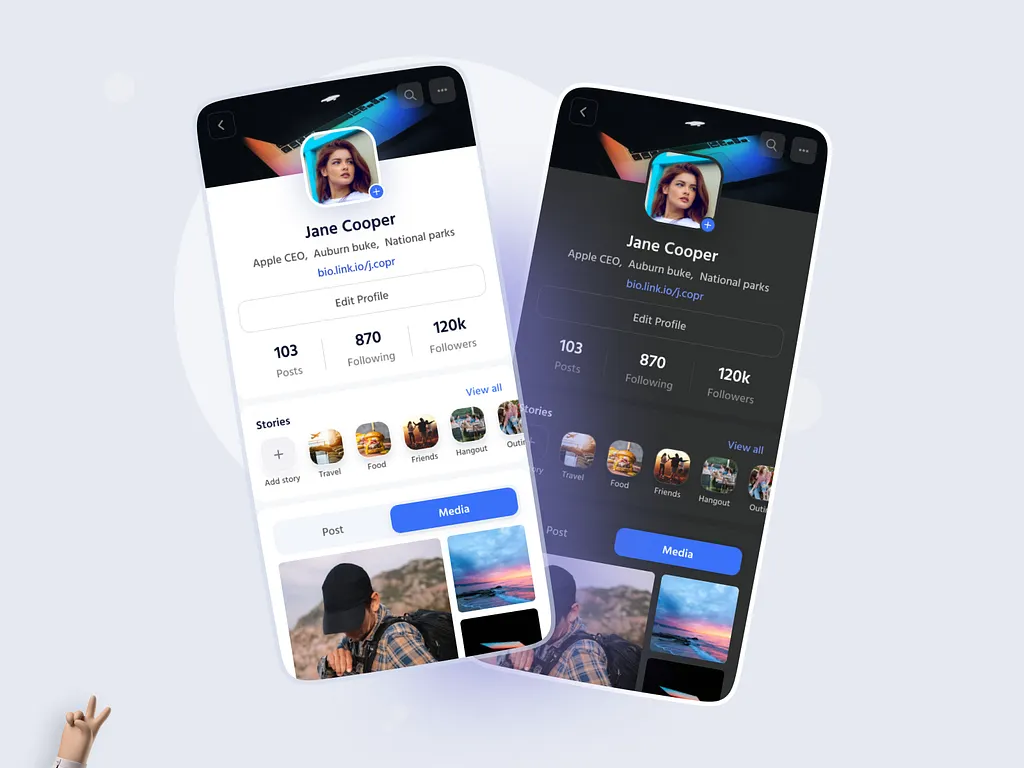 Jane Cooper
Apple CEO, Auburn buke, National parks
bio.link.io/j.copr
Edit Profile
103 870 120k
Posts Following Followers
Stories View all
Add story Travel Food Friends Hangout Outin
Post Media
Jane Cooper
Apple CEO, Auburn buke, National parks
bio.link.io/j.copr
Edit Profile
103 870 120k
Posts Following Followers
Stories View all
ory Travel Food Friends Hangout Outin
Post Media